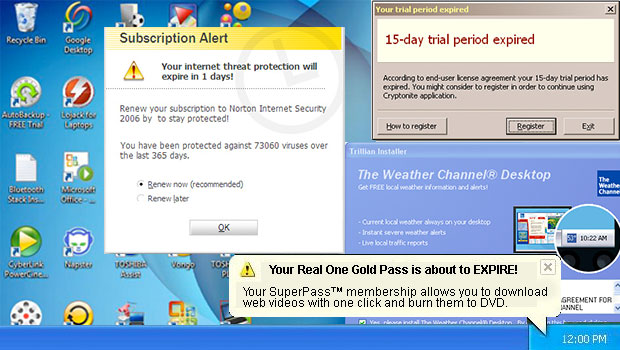 Recycle Bin
Google
Desktop
AutoBackup -
FREE Trial
Lojack for
Laptops
Bluetooth
Stack Ins...
Microsoft
Office - ...
CyberLink
PowerCine...
Napster
TOSHIBA
Assist
Vongo
Subscription Alert
Your internet threat protection will
expire in 1 days!
Renew your subscription to Norton Internet Security
2006 by to stay protected!
You have been protected against 73060 viruses over
the last 365 days.
Renew now (recommended)
Renew later
OK
Your trial period expired
15-day trial period expired
According to end-user license agreement your 15-day trial period has
expired. You might consider to register in order to continue using
Cryptonite application.
How to register
Register
Exit
Trillian Installer
The Weather Channel® Desktop
Get FREE local weather information and alerts!
The
Weather
Channel
- Current local weather always on your desktop
- Instant severe weather alerts
- Live local traffic reports
10:22 AM
Your Real One Gold Pass is about to EXPIRE!
Your SuperPass™ membership allows you to download
web videos with one click and burn them to DVD.
AGREEMENT FOR
Yes, please install The Weather Channel® Desktop.
12:00 PM